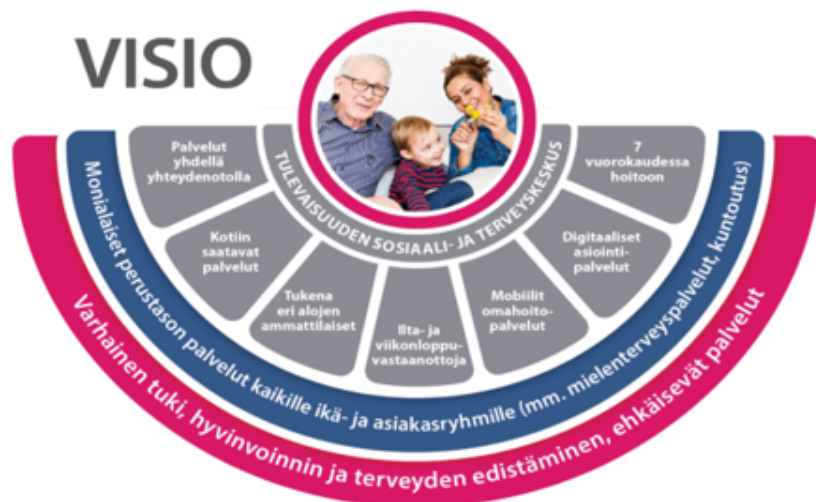 VISIO
TULEVAISUUDEN SOSIAALI- JA TERVEYSKESKUS
Palvelut
yhdellä
yhteydenotolla
Kotiin
saatavat
palvelut
Tukena
eri alojen
ammattilaiset
Ilta- ja
viikonloppu-
vastaanottoja
Mobiilit
omahoito-
palvelut
Digitaaliset
asiointi-
palvelut
7
vuorokaudessa
hoitoon
Monialaiset perustason palvelut kaikille ikä- ja asiakasryhmille (mm. mielenterveyspalvelut, kuntoutus)
Varhainen tuki, hyvinvoinnin ja terveyden edistäminen, ehkäisevät palvelut